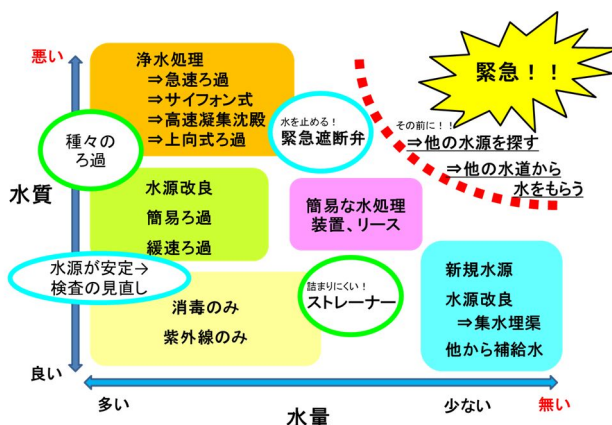 悪い
浄水処理
⇒急速ろ過
⇒サイフォン式
⇒高速凝集沈殿
⇒上向式ろ過
緊急！！
水を止める！
緊急遮断弁
その前に！！
⇒他の水源を探す
⇒他の水道から
水をもらう
種々の
ろ過
水質
水源改良
簡易ろ過
緩速ろ過
簡易な水処理
装置、リース
水源が安定→
検査の見直し
消毒のみ
紫外線のみ
詰まりにくい！
ストレーナー
新規水源
水源改良
⇒集水埋渠
他から補給水
良い
多い
水量
少ない
無い